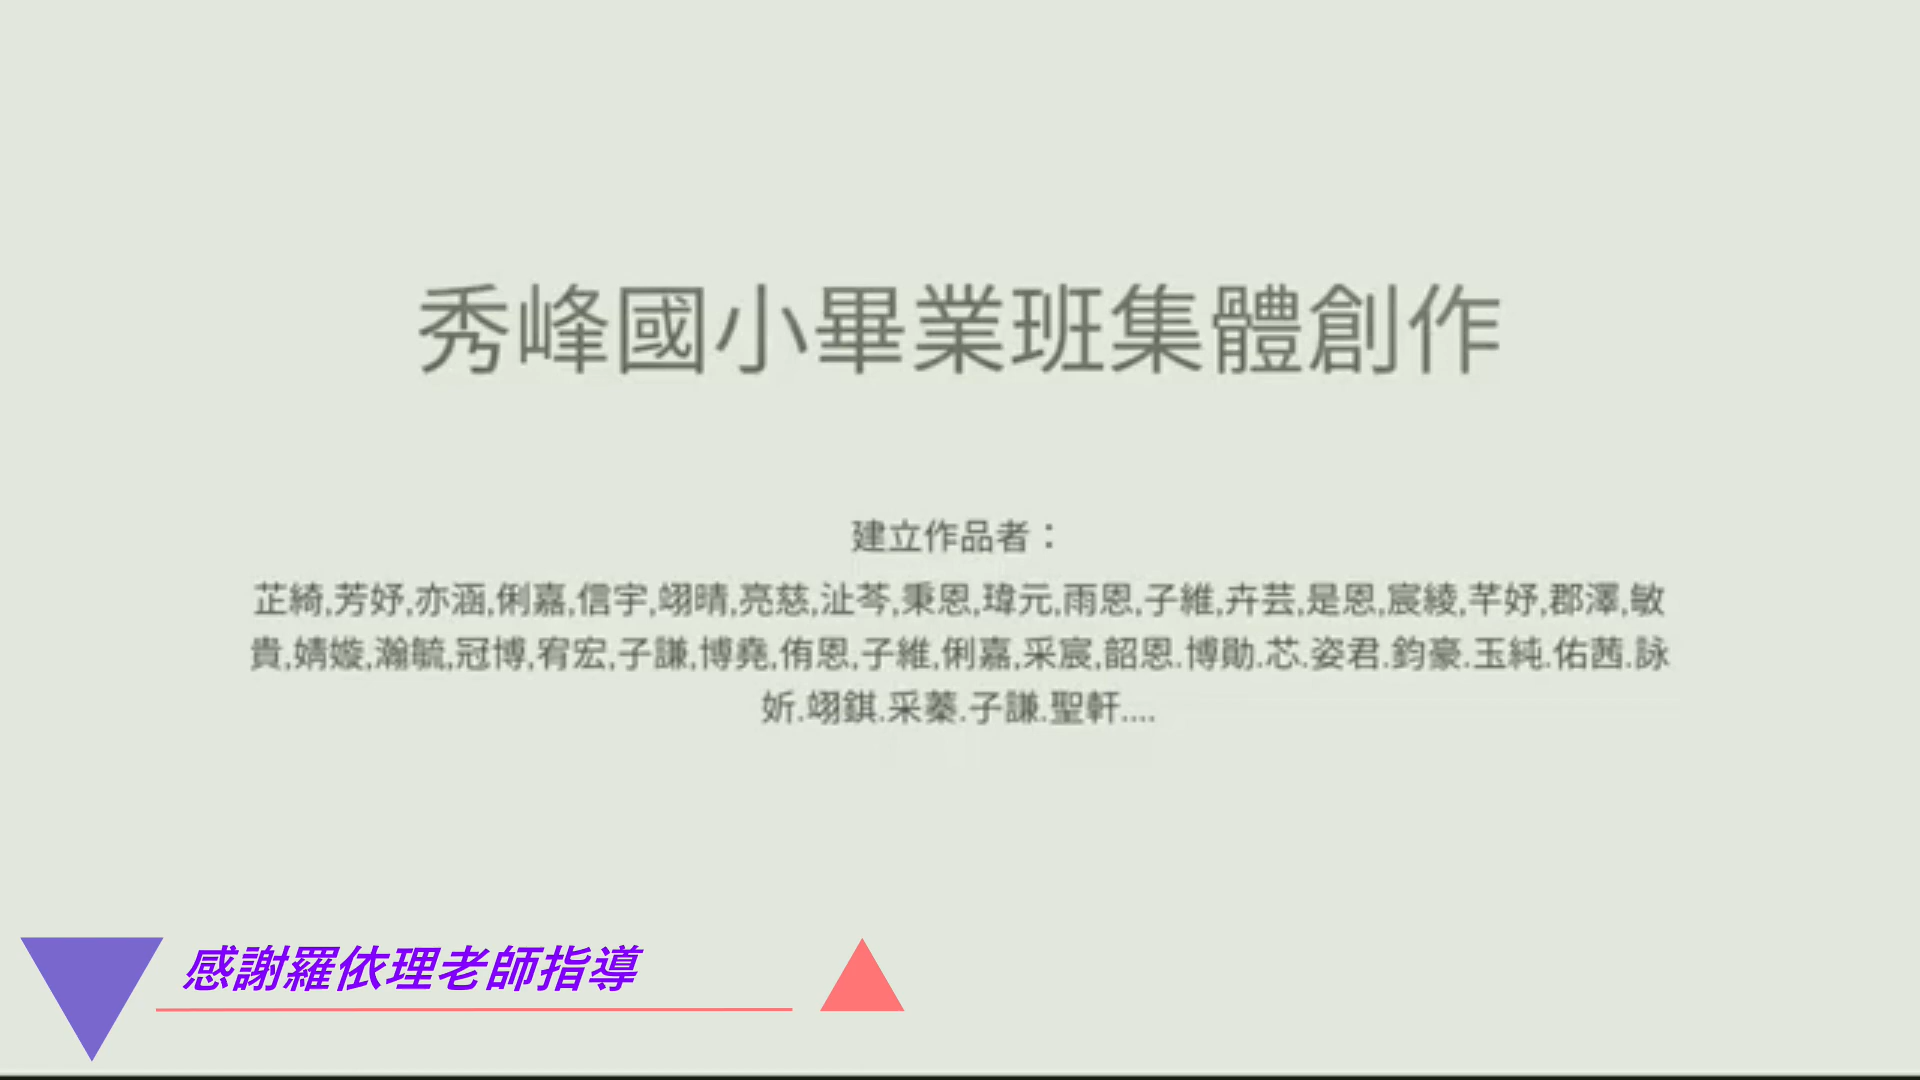 秀峰國小畢業班集體創作
建立作品者：
芷綺,芳妤,亦涵,俐嘉,信宇,翊晴,亮慈,沚芩,秉恩,瑋元,雨恩,子維,卉芸,是恩,宸綾,芊妤,郡澤,敏
貴,婧嫙,瀚毓,冠博,宥宏,子謙,博堯,侑恩,子維,俐嘉,采宸,韶恩.博勛.芯.姿君.鈞豪.玉純.佑茜.詠
妡.翊錤.采蓁.子謙.聖軒....
感謝羅依理老師指導